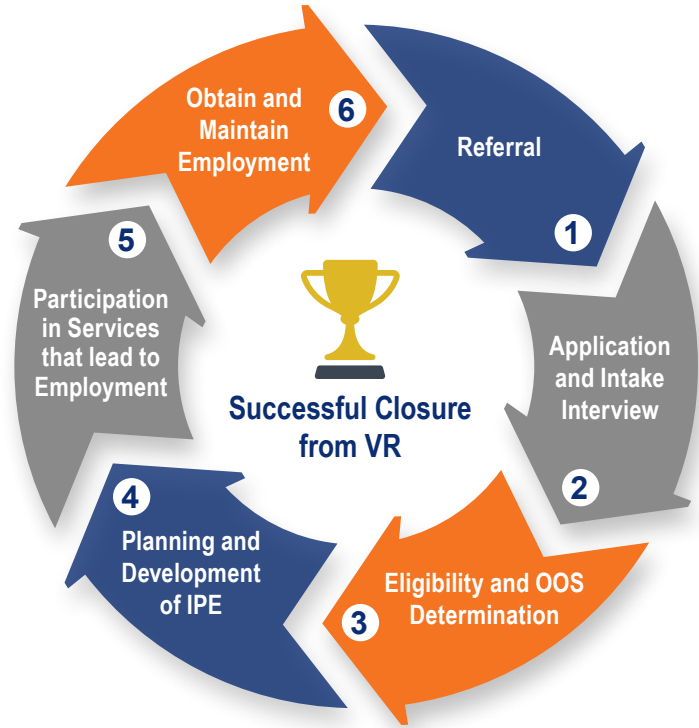 Referral
1
Application
and Intake
Interview
2
Eligibility and OOS
Determination
3
4
Planning and
Development
of IPE
5
Participation
in Services
that lead to
Employment
Obtain and
Maintain
Employment
6
Successful Closure
from VR